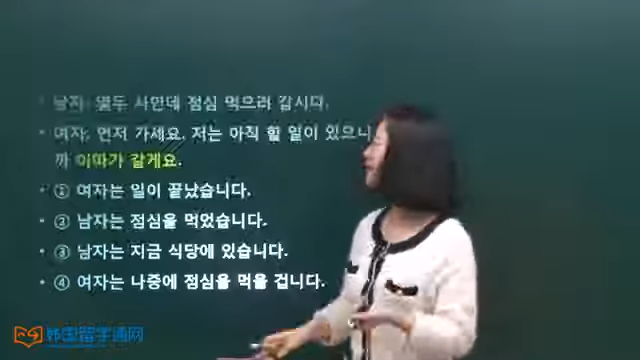 남자: 열두 시인데 점심 먹으러 갑시다.
여자: 먼저 가세요. 저는 아직 할 일이 있으니
까 이따가 갈게요.
① 여자는 일이 끝났습니다.
② 남자는 점심을 먹었습니다.
③ 남자는 지금 식당에 있습니다.
④ 여자는 나중에 점심을 먹을 겁니다.
韩国留学通网